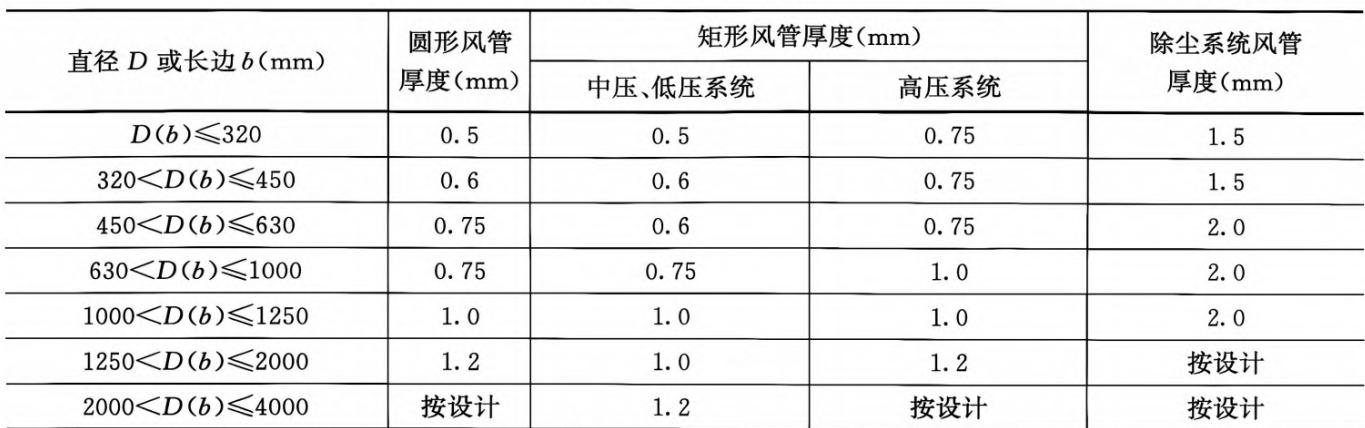 直径 D 或长边 b(mm) 圆形风管厚度(mm) 矩形风管厚度(mm) 除尘系统风管厚度(mm)
中压、低压系统 高压系统
D(b)≤320 0.5 0.5 0.75 1.5
320<D(b)≤450 0.6 0.6 0.75 1.5
450<D(b)≤630 0.75 0.6 0.75 2.0
630<D(b)≤1000 0.75 0.75 1.0 2.0
1000<D(b)≤1250 1.0 1.0 1.0 2.0
1250<D(b)≤2000 1.2 1.0 1.2 按设计
2000<D(b)≤4000 按设计 1.2 按设计 按设计